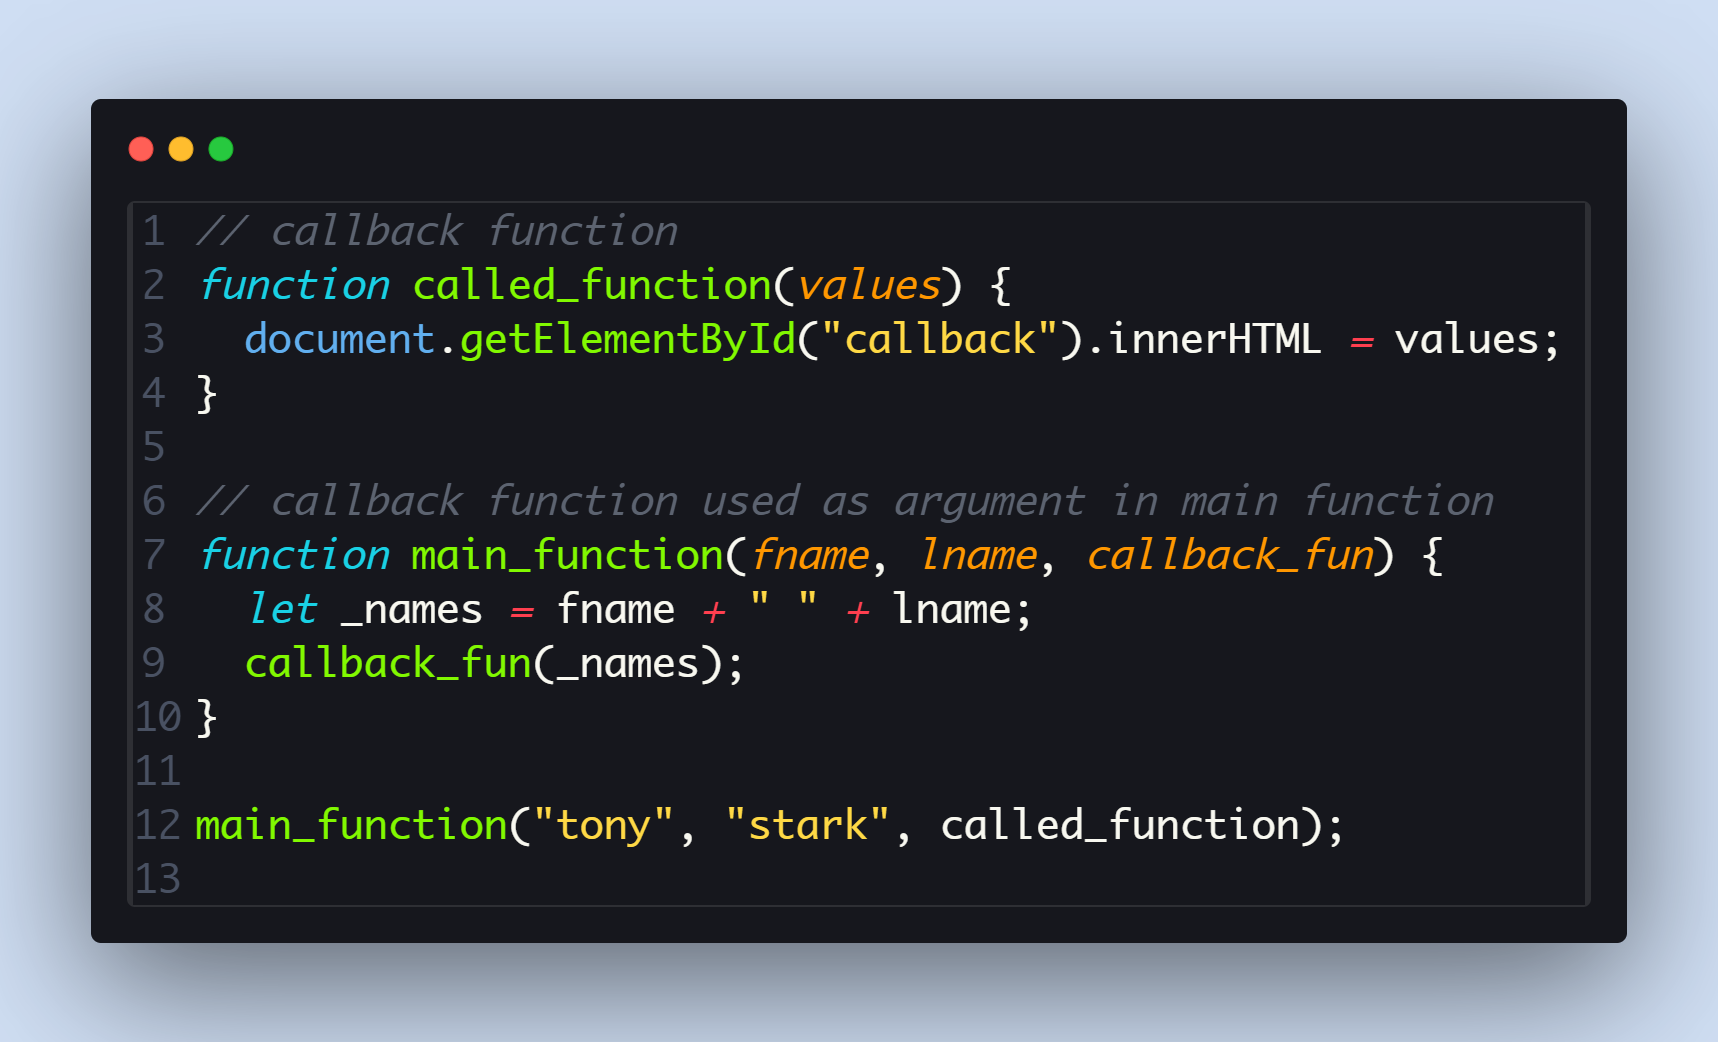 1 // callback function
2 function called_function(values) {
3   document.getElementById("callback").innerHTML = values;
4 }
5
6 // callback function used as argument in main function
7 function main_function(fname, lname, callback_fun) {
8   let _names = fname + " " + lname;
9   callback_fun(_names);
10 }
11
12 main_function("tony", "stark", called_function);
13